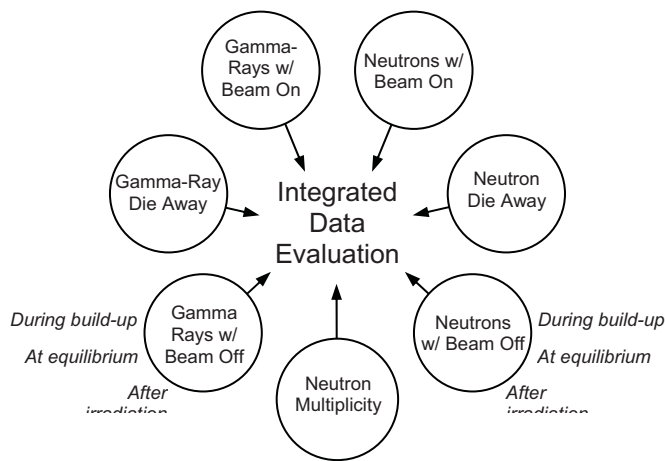 Gamma-
Rays w/
Beam On
Neutrons w/
Beam On
Gamma-Ray
Die Away
Integrated
Data
Evaluation
Neutron
Die Away
During build-up
At equilibrium
After
irradiation
Gamma
Rays w/
Beam Off
Neutron
Multiplicity
Neutrons
w/ Beam Off
During build-up
At equilibrium
After
irradiation